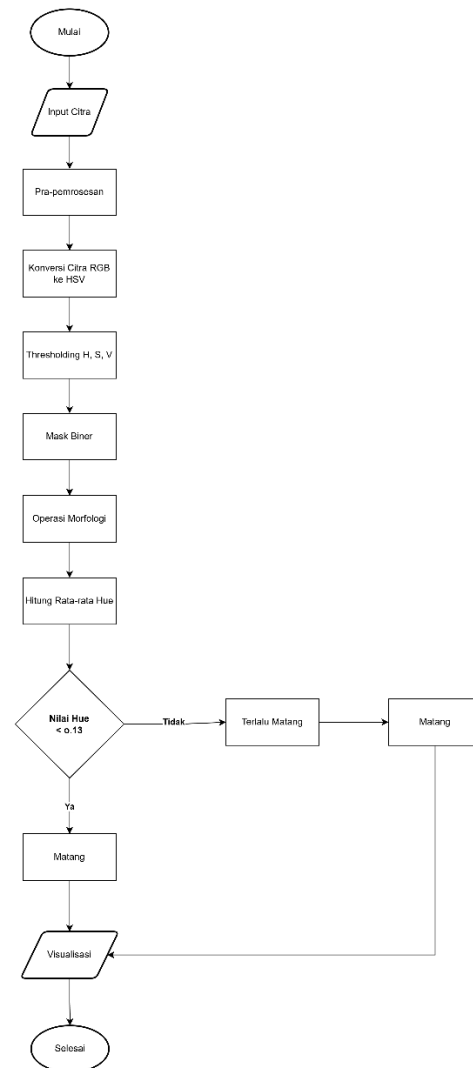 Mulai
Input Citra
Pra-pemrosesan
Konversi Citra RGB
ke HSV
Thresholding H, S, V
Mask Biner
Operasi Morfologi
Hitung Rata-rata Hue
Nilai Hue
< o.13
Tidak
Terlalu Matang
Matang
Ya
Matang
Visualisasi
Selesai